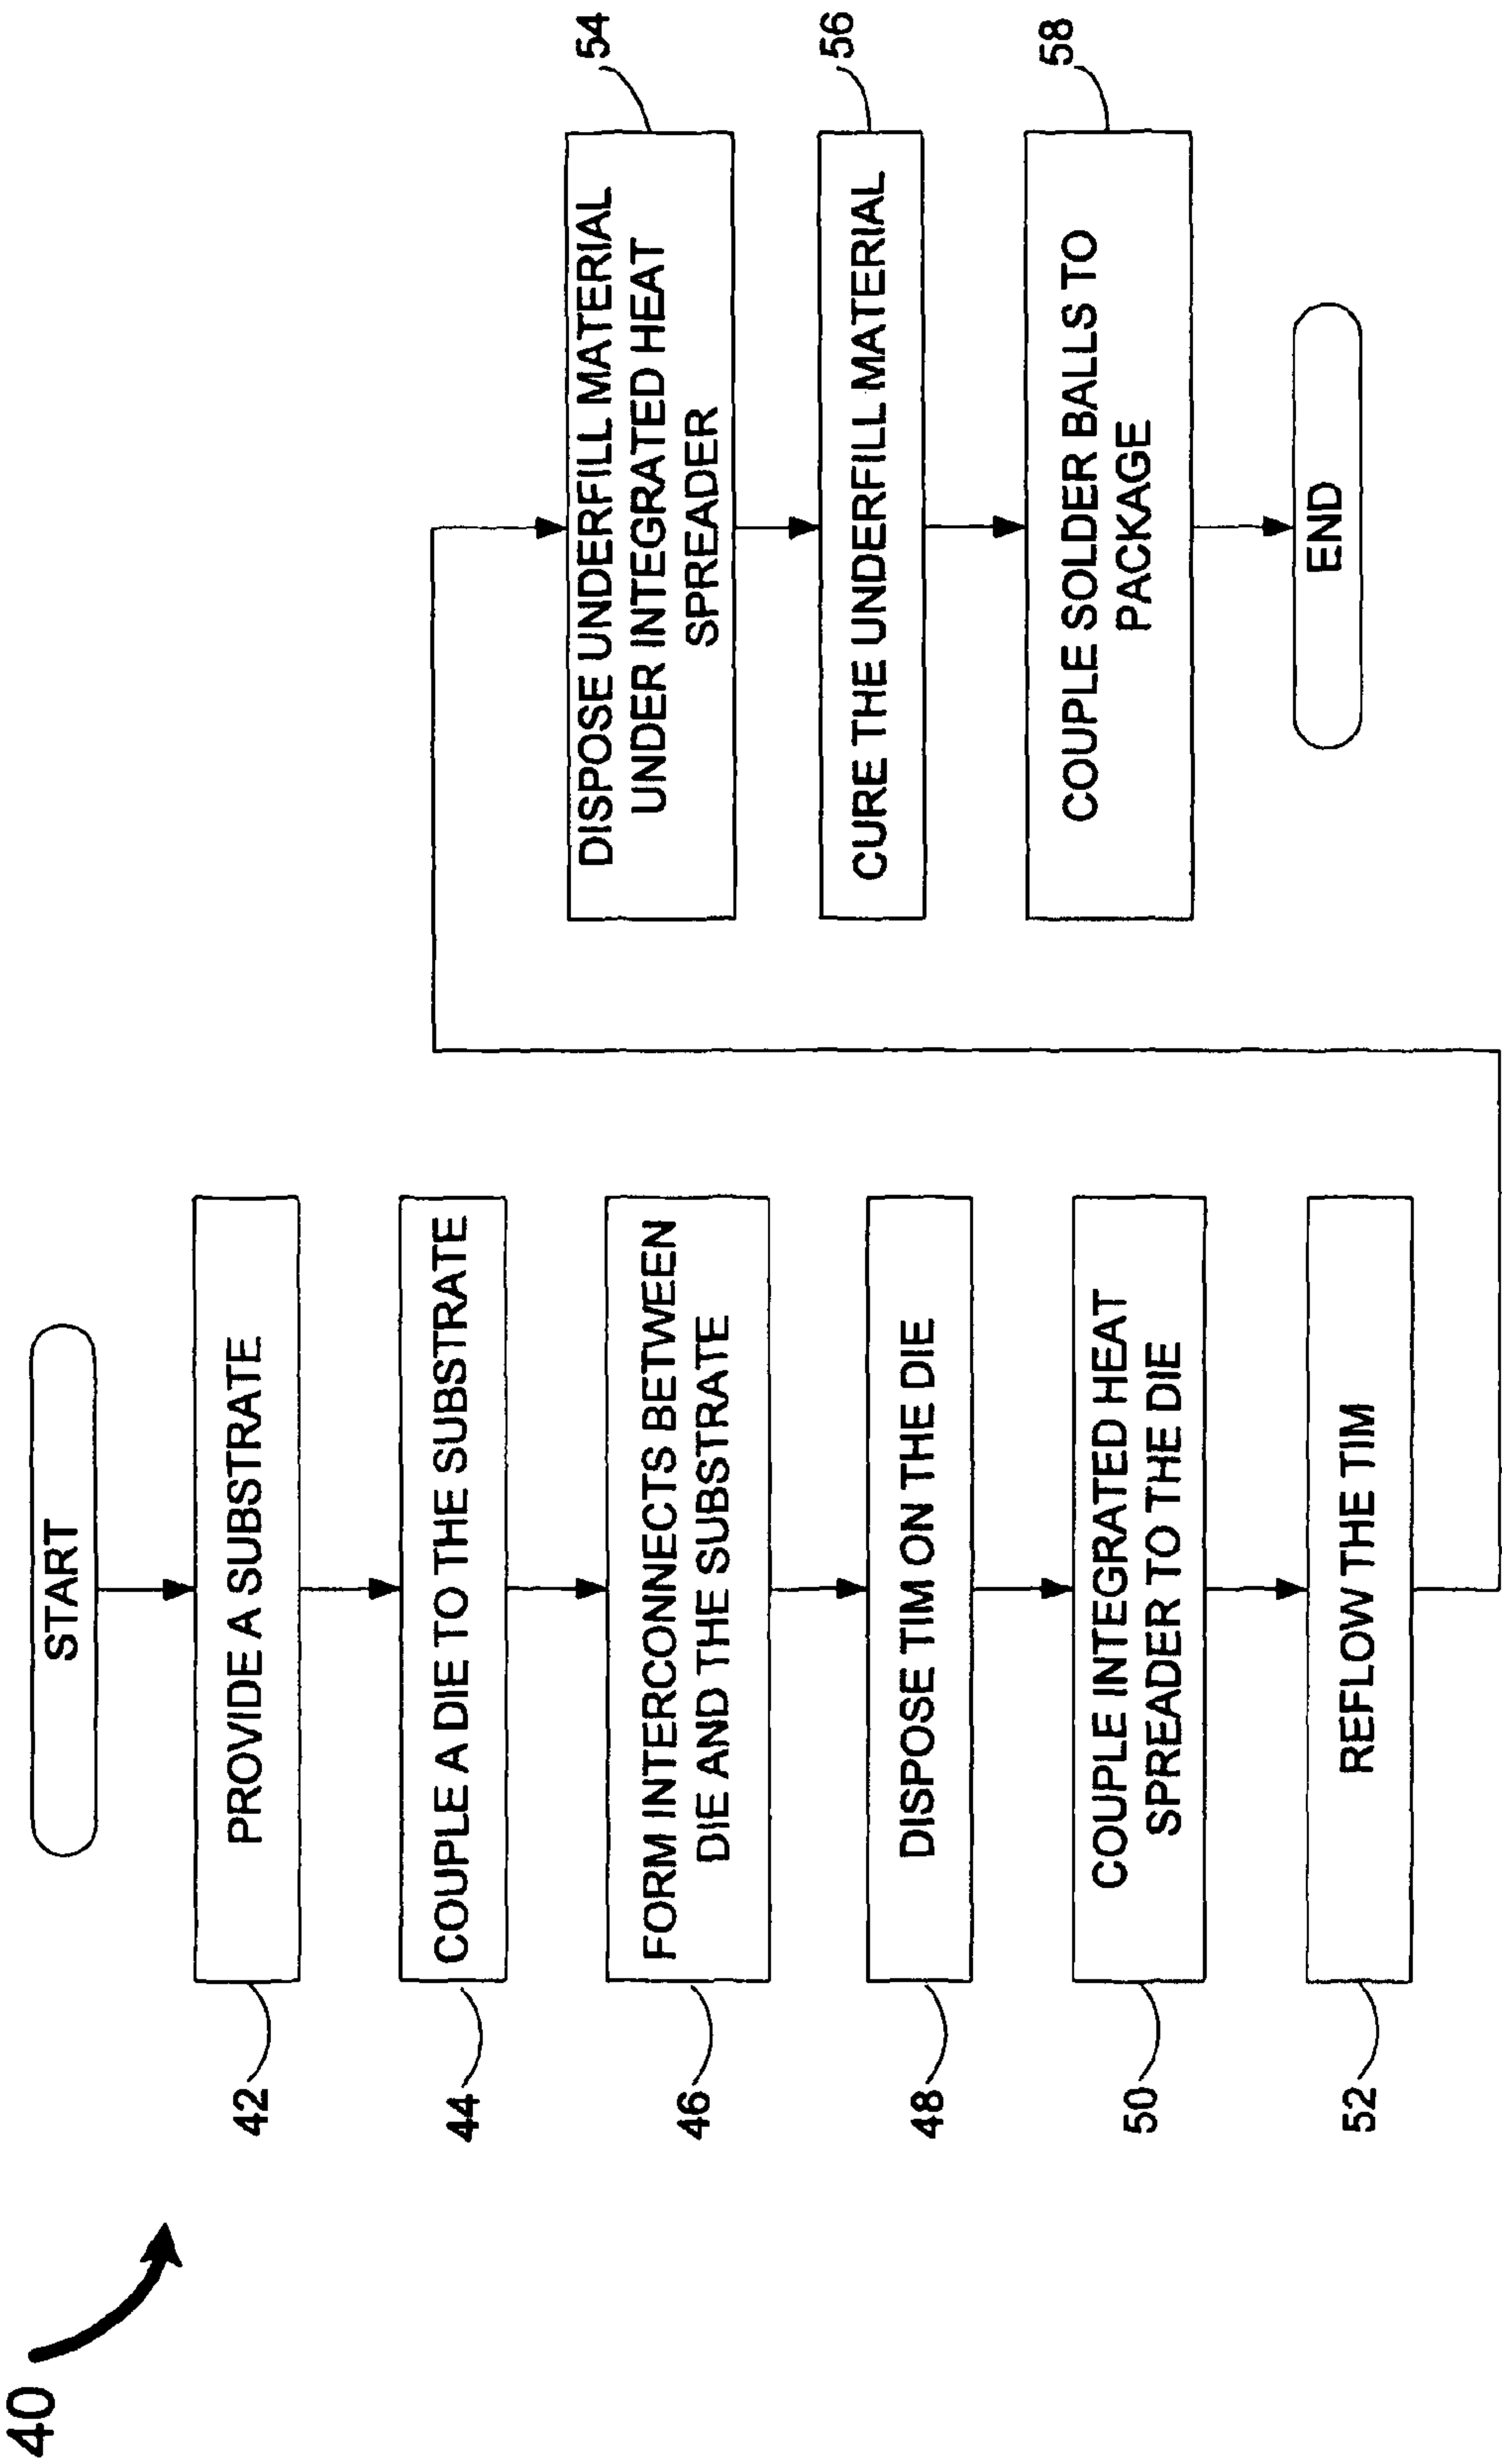 40
START
42
PROVIDE A SUBSTRATE
44
COUPLE A DIE TO THE SUBSTRATE
46
FORM INTERCONNECTS BETWEEN
DIE AND THE SUBSTRATE
48
DISPOSE TIM ON THE DIE
50
COUPLE INTEGRATED HEAT
SPREADER TO THE DIE
52
REFLOW THE TIM
54
DISPOSE UNDERFILL MATERIAL
UNDER INTEGRATED HEAT
SPREADER
56
CURE THE UNDERFILL MATERIAL
58
COUPLE SOLDER BALLS TO
PACKAGE
END